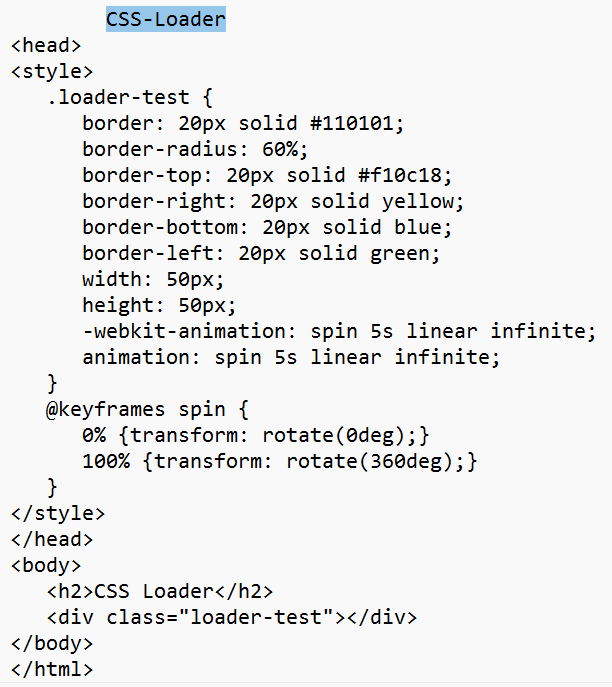 CSS-Loader
<head>
<style>
   .loader-test {
      border: 20px solid #110101;
      border-radius: 60%;
      border-top: 20px solid #f10c18;
      border-right: 20px solid yellow;
      border-bottom: 20px solid blue;
      border-left: 20px solid green;
      width: 50px;
      height: 50px;
      -webkit-animation: spin 5s linear infinite;
      animation: spin 5s linear infinite;
   }
   @keyframes spin {
      0% {transform: rotate(0deg);}
      100% {transform: rotate(360deg);}
   }
</style>
</head>
<body>
   <h2>CSS Loader</h2>
   <div class="loader-test"></div>
</body>
</html>